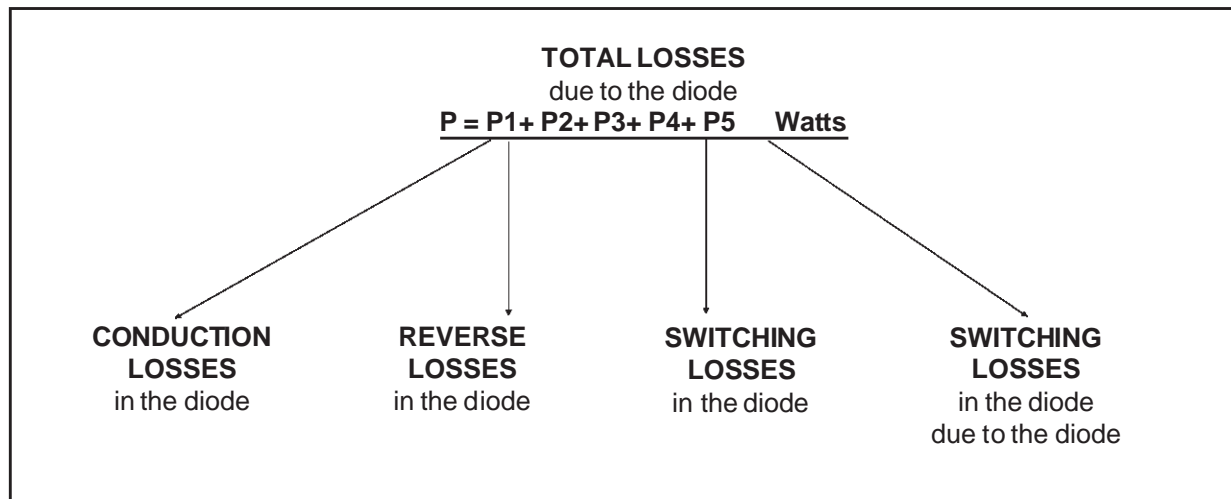 TOTAL LOSSES
due to the diode
P = P1+ P2+ P3+ P4+ P5 Watts
CONDUCTION
LOSSES
in the diode
REVERSE
LOSSES
in the diode
SWITCHING
LOSSES
in the diode
SWITCHING
LOSSES
in the diode
due to the diode